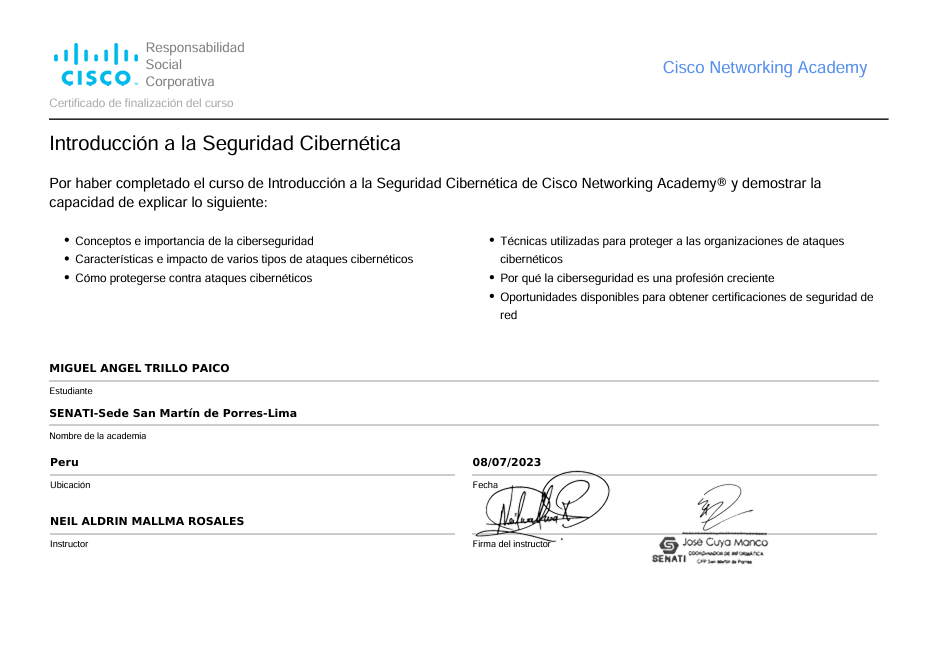 Responsabilidad
Social
Corporativa
CISCO
Cisco Networking Academy
Certificado de finalización del curso
Introducción a la Seguridad Cibernética
Por haber completado el curso de Introducción a la Seguridad Cibernética de Cisco Networking Academy® y demostrar la
capacidad de explicar lo siguiente:
• Conceptos e importancia de la ciberseguridad
• Características e impacto de varios tipos de ataques cibernéticos
• Cómo protegerse contra ataques cibernéticos
• Técnicas utilizadas para proteger a las organizaciones de ataques
cibernéticos
• Por qué la ciberseguridad es una profesión creciente
• Oportunidades disponibles para obtener certificaciones de seguridad de
red
MIGUEL ANGEL TRILLO PAICO
Estudiante
SENATI-Sede San Martín de Porres-Lima
Nombre de la academia
Peru
Ubicación
08/07/2023
Fecha
NEIL ALDRIN MALLMA ROSALES
Instructor
Firma del instructor
SENATI
José Cuya Manco
COORDINADOR DE INFORMÁTICA
CFP San Martín de Porres